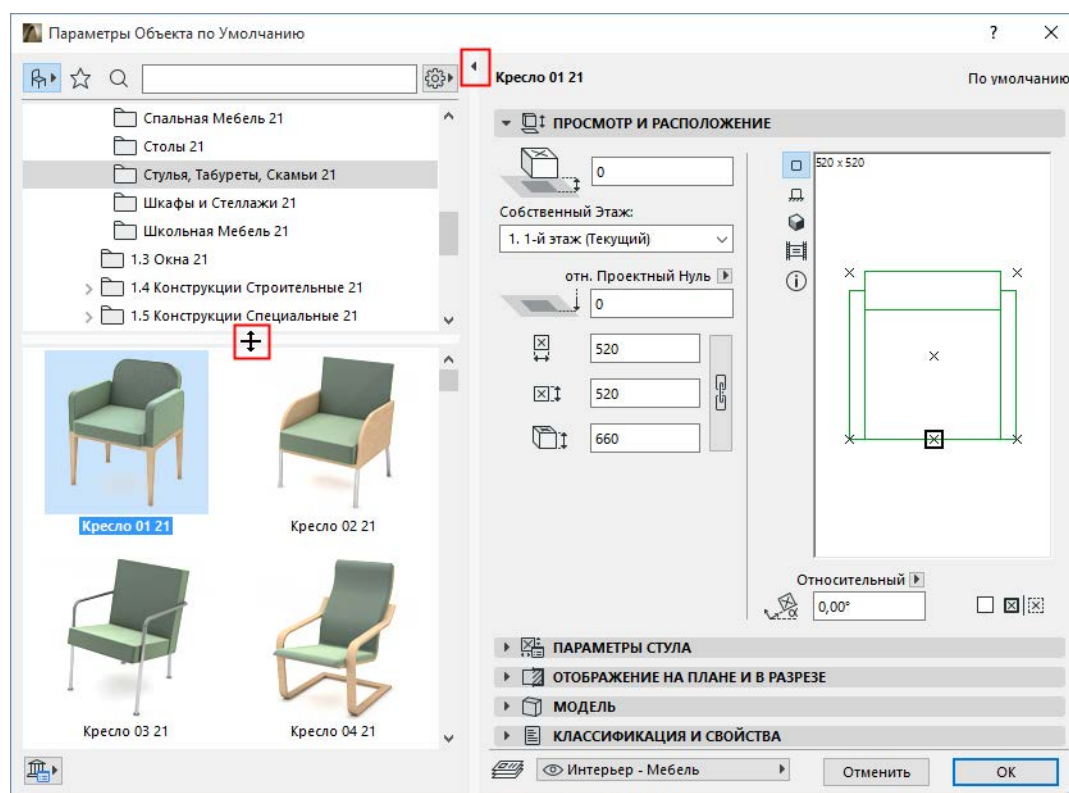 Параметры Объекта по Умолчанию
?
Спальная Мебель 21
Столы 21
Стулья, Табуреты, Скамьи 21
Шкафы и Стеллажи 21
Школьная Мебель 21
1.3 Окна 21
1.4 Конструкции Строительные 21
1.5 Конструкции Специальные 21
Кресло 01 21
Кресло 02 21
Кресло 03 21
Кресло 04 21
Кресло 01 21
По умолчанию
ПРОСМОТР И РАСПОЛОЖЕНИЕ
0
Собственный Этаж:
1. 1-й этаж (Текущий)
отн. Проектный Нуль
0
520
520
660
520 x 520
Относительный
α
0,00°
ПАРАМЕТРЫ СТУЛА
ОТОБРАЖЕНИЕ НА ПЛАНЕ И В РАЗРЕЗЕ
МОДЕЛЬ
КЛАССИФИКАЦИЯ И СВОЙСТВА
Интерьер - Мебель
Отменить
ОК